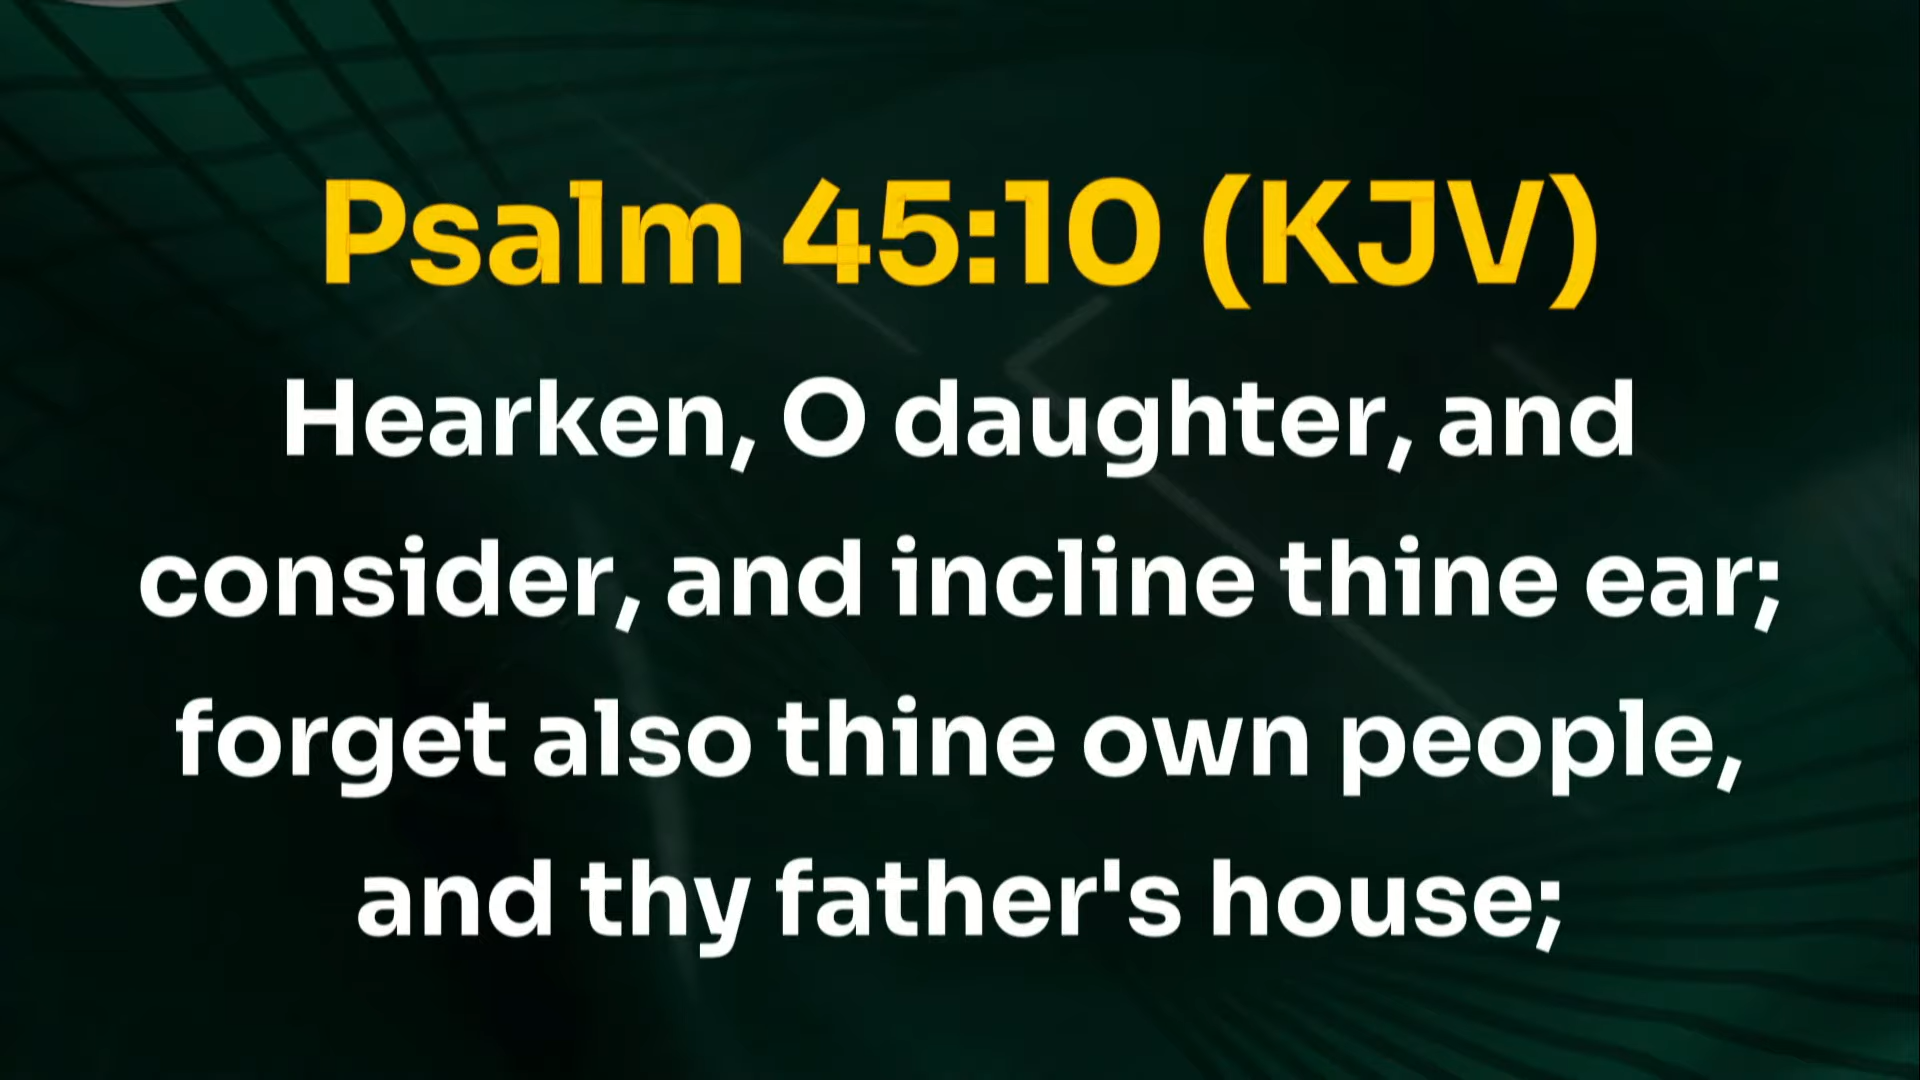 Psalm 45:10 (KJV)
Hearken, O daughter, and
consider, and incline thine ear;
forget also thine own people,
and thy father's house;